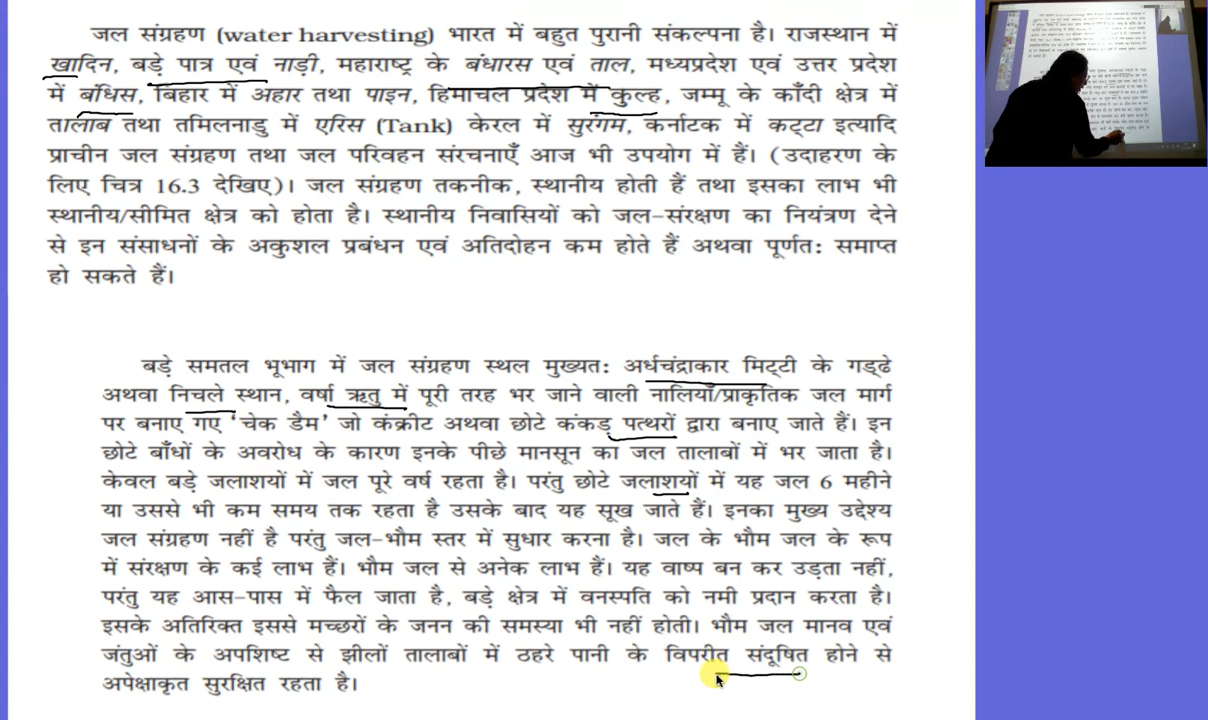 जल संग्रहण (water harvesting) भारत में बहुत पुरानी संकल्पना है। राजस्थान में
खादिन, बड़े पात्र एवं नाड़ी, महाराष्ट्र के बंधारस एवं ताल, मध्यप्रदेश एवं उत्तर प्रदेश
में बंधिस, बिहार में अहार तथा पाइन, हिमाचल प्रदेश में कुल्ह, जम्मू के काँदी क्षेत्र में
तालाब तथा तमिलनाडु में एरिस (Tank) केरल में सुरंगम, कर्नाटक में कट्टा इत्यादि
प्राचीन जल संग्रहण तथा जल परिवहन संरचनाएँ आज भी उपयोग में हैं। (उदाहरण के
लिए चित्र 16.3 देखिए)। जल संग्रहण तकनीक, स्थानीय होती हैं तथा इसका लाभ भी
स्थानीय/सीमित क्षेत्र को होता है। स्थानीय निवासियों को जल-संरक्षण का नियंत्रण देने
से इन संसाधनों के अकुशल प्रबंधन एवं अतिदोहन कम होते हैं अथवा पूर्णत: समाप्त
हो सकते हैं।
बड़े समतल भूभाग में जल संग्रहण स्थल मुख्यत: अर्धचंद्राकार मिट्टी के गड्ढे
अथवा निचले स्थान, वर्षा ऋतु में पूरी तरह भर जाने वाली नालियाँ/प्राकृतिक जल मार्ग
पर बनाए गए 'चेक डैम' जो कंक्रीट अथवा छोटे कंकड़ पत्थरों द्वारा बनाए जाते हैं। इन
छोटे बाँधों के अवरोध के कारण इनके पीछे मानसून का जल तालाबों में भर जाता है।
केवल बड़े जलाशयों में जल पूरे वर्ष रहता है। परंतु छोटे जलाशयों में यह जल 6 महीने
या उससे भी कम समय तक रहता है उसके बाद यह सूख जाते हैं। इनका मुख्य उद्देश्य
जल संग्रहण नहीं है परंतु जल-भौम स्तर में सुधार करना है। जल के भौम जल के रूप
में संरक्षण के कई लाभ हैं। भौम जल से अनेक लाभ हैं। यह वाष्प बन कर उड़ता नहीं,
परंतु यह आस-पास में फैल जाता है, बड़े क्षेत्र में वनस्पति को नमी प्रदान करता है।
इसके अतिरिक्त इससे मच्छरों के जनन की समस्या भी नहीं होती। भौम जल मानव एवं
जंतुओं के अपशिष्ट से झीलों तालाबों में ठहरे पानी के विपरीत संदूषित होने से
अपेक्षाकृत सुरक्षित रहता है।